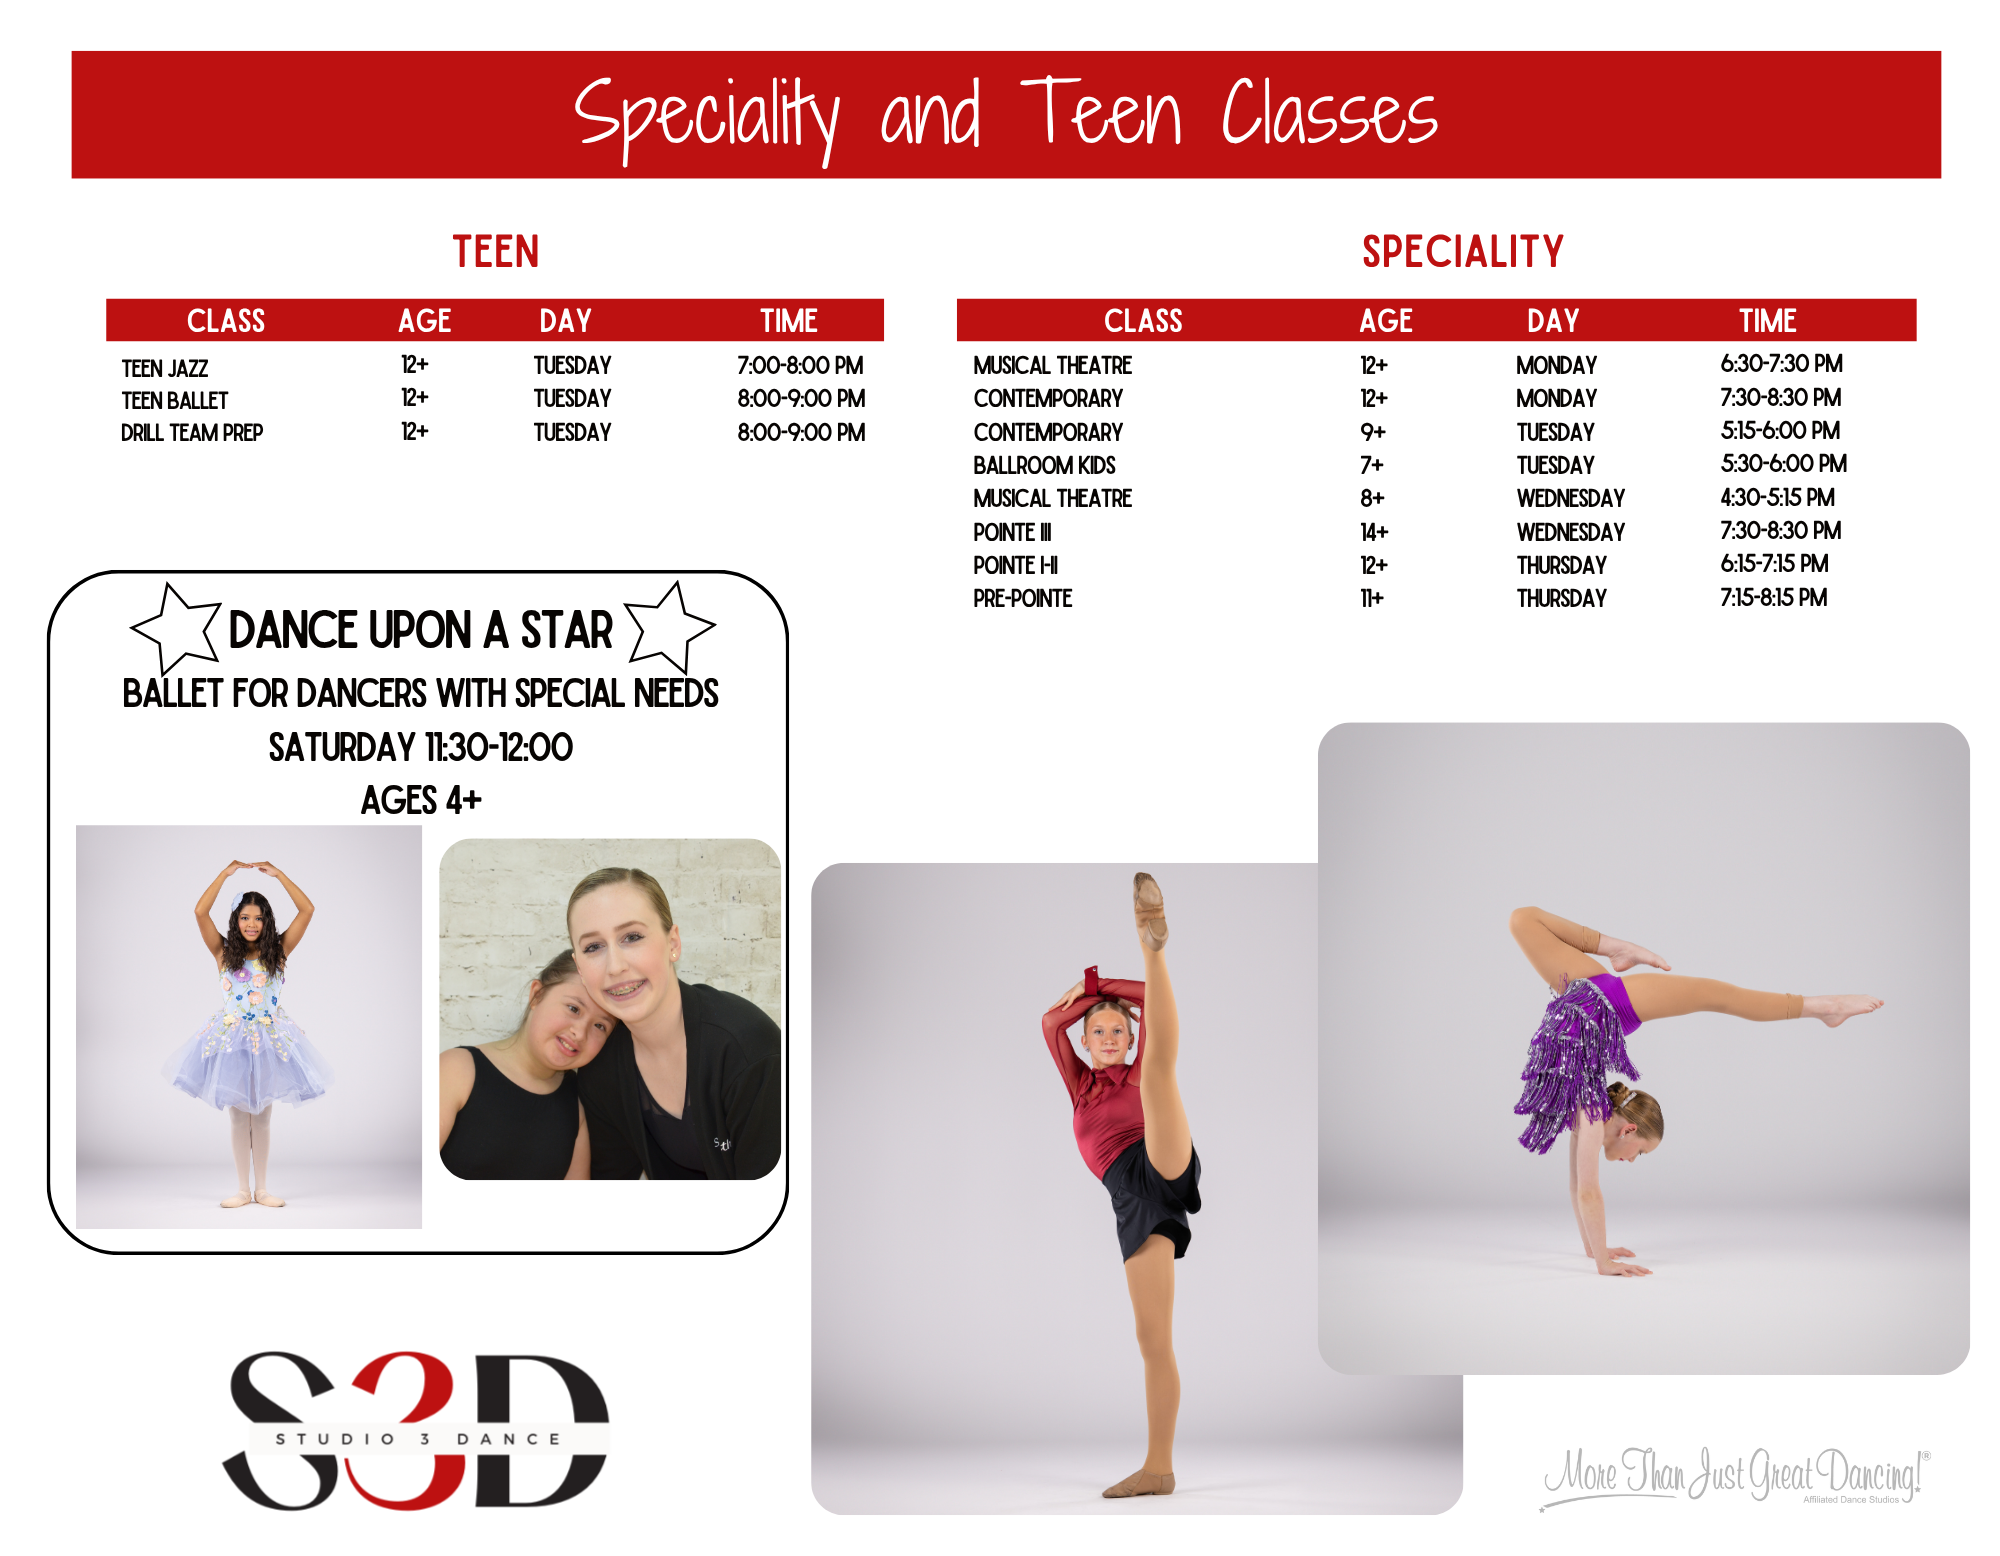 Speciality and Teen Classes
TEEN
CLASS AGE DAY TIME
TEEN JAZZ 12+ TUESDAY 7:00-8:00 PM
TEEN BALLET 12+ TUESDAY 8:00-9:00 PM
DRILL TEAM PREP 12+ TUESDAY 8:00-9:00 PM
SPECIALITY
CLASS AGE DAY TIME
MUSICAL THEATRE 12+ MONDAY 6:30-7:30 PM
CONTEMPORARY 12+ MONDAY 7:30-8:30 PM
CONTEMPORARY 9+ TUESDAY 5:15-6:00 PM
BALLROOM KIDS 7+ TUESDAY 5:30-6:00 PM
MUSICAL THEATRE 8+ WEDNESDAY 4:30-5:15 PM
POINTE III 14+ WEDNESDAY 7:30-8:30 PM
POINTE I-II 12+ THURSDAY 6:15-7:15 PM
PRE-POINTE 11+ THURSDAY 7:15-8:15 PM
DANCE UPON A STAR
BALLET FOR DANCERS WITH SPECIAL NEEDS
SATURDAY 11:30-12:00
AGES 4+
S3D
STUDIO 3 DANCE
More Than Just Great Dancing!®
Affiliated Dance Studios